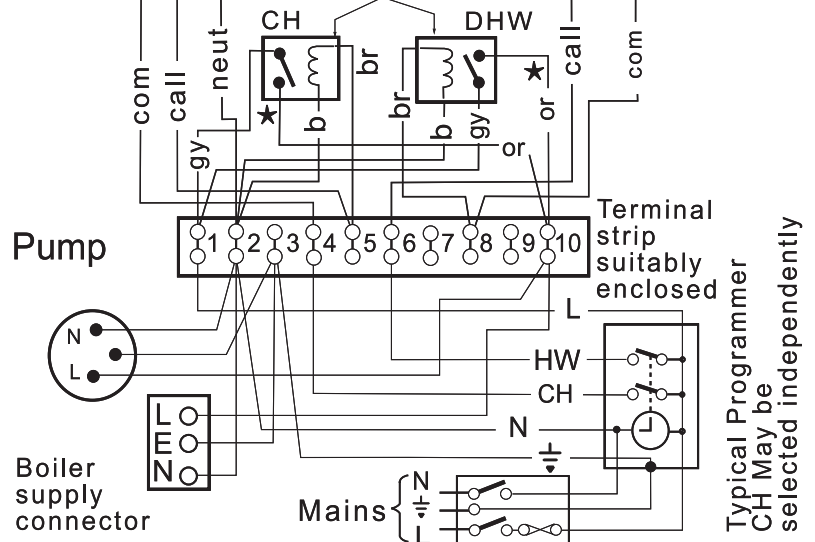 CH
DHW
com
call
neut
br
br
call
com
★
★
gy
b
b
gy
or
or
1 2 3 4 5 6 7 8 9 10
Terminal
strip
suitably
enclosed
Pump
N
L
L
HW
CH
N
L
E
N
Boiler
supply
connector
Mains
N
L
Typical Programmer
CH May be
selected independently